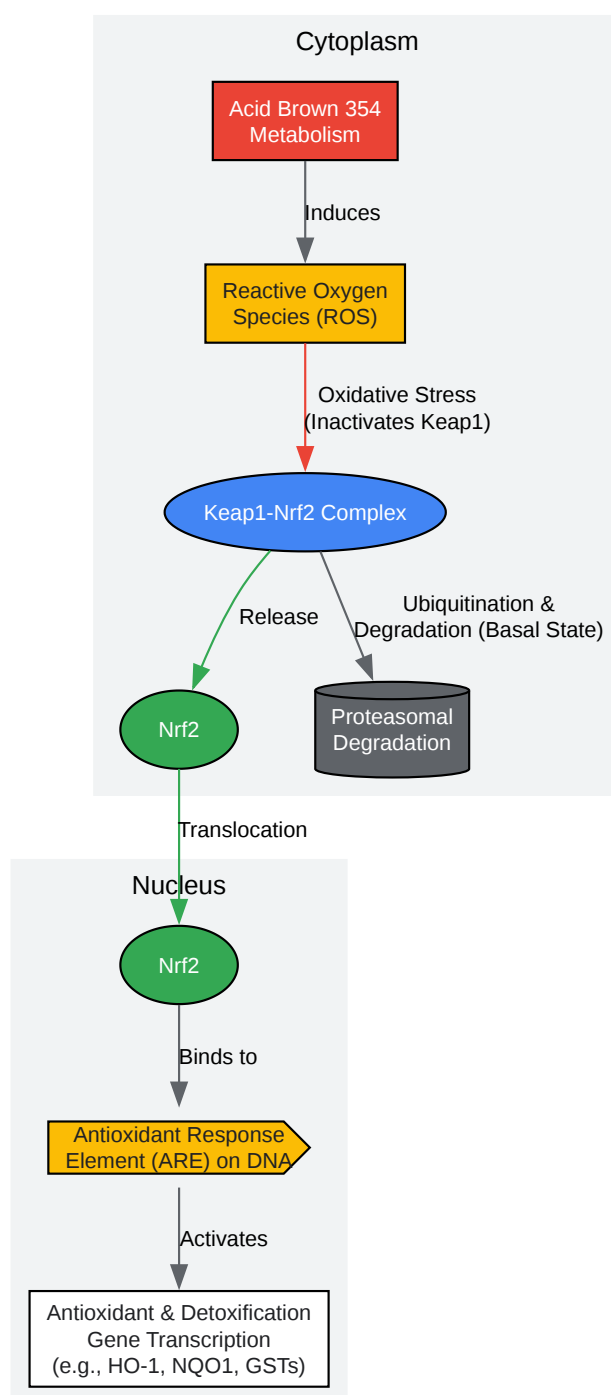 Cytoplasm
Acid Brown 354
Metabolism
Induces
Reactive Oxygen
Species (ROS)
Oxidative Stress
(Inactivates Keap1)
Keap1-Nrf2 Complex
Release
Ubiquitination &
Degradation (Basal State)
Nrf2
Proteasomal
Degradation
Translocation
Nucleus
Nrf2
Binds to
Antioxidant Response
Element (ARE) on DNA
Activates
Antioxidant & Detoxification
Gene Transcription
(e.g., HO-1, NQO1, GSTs)